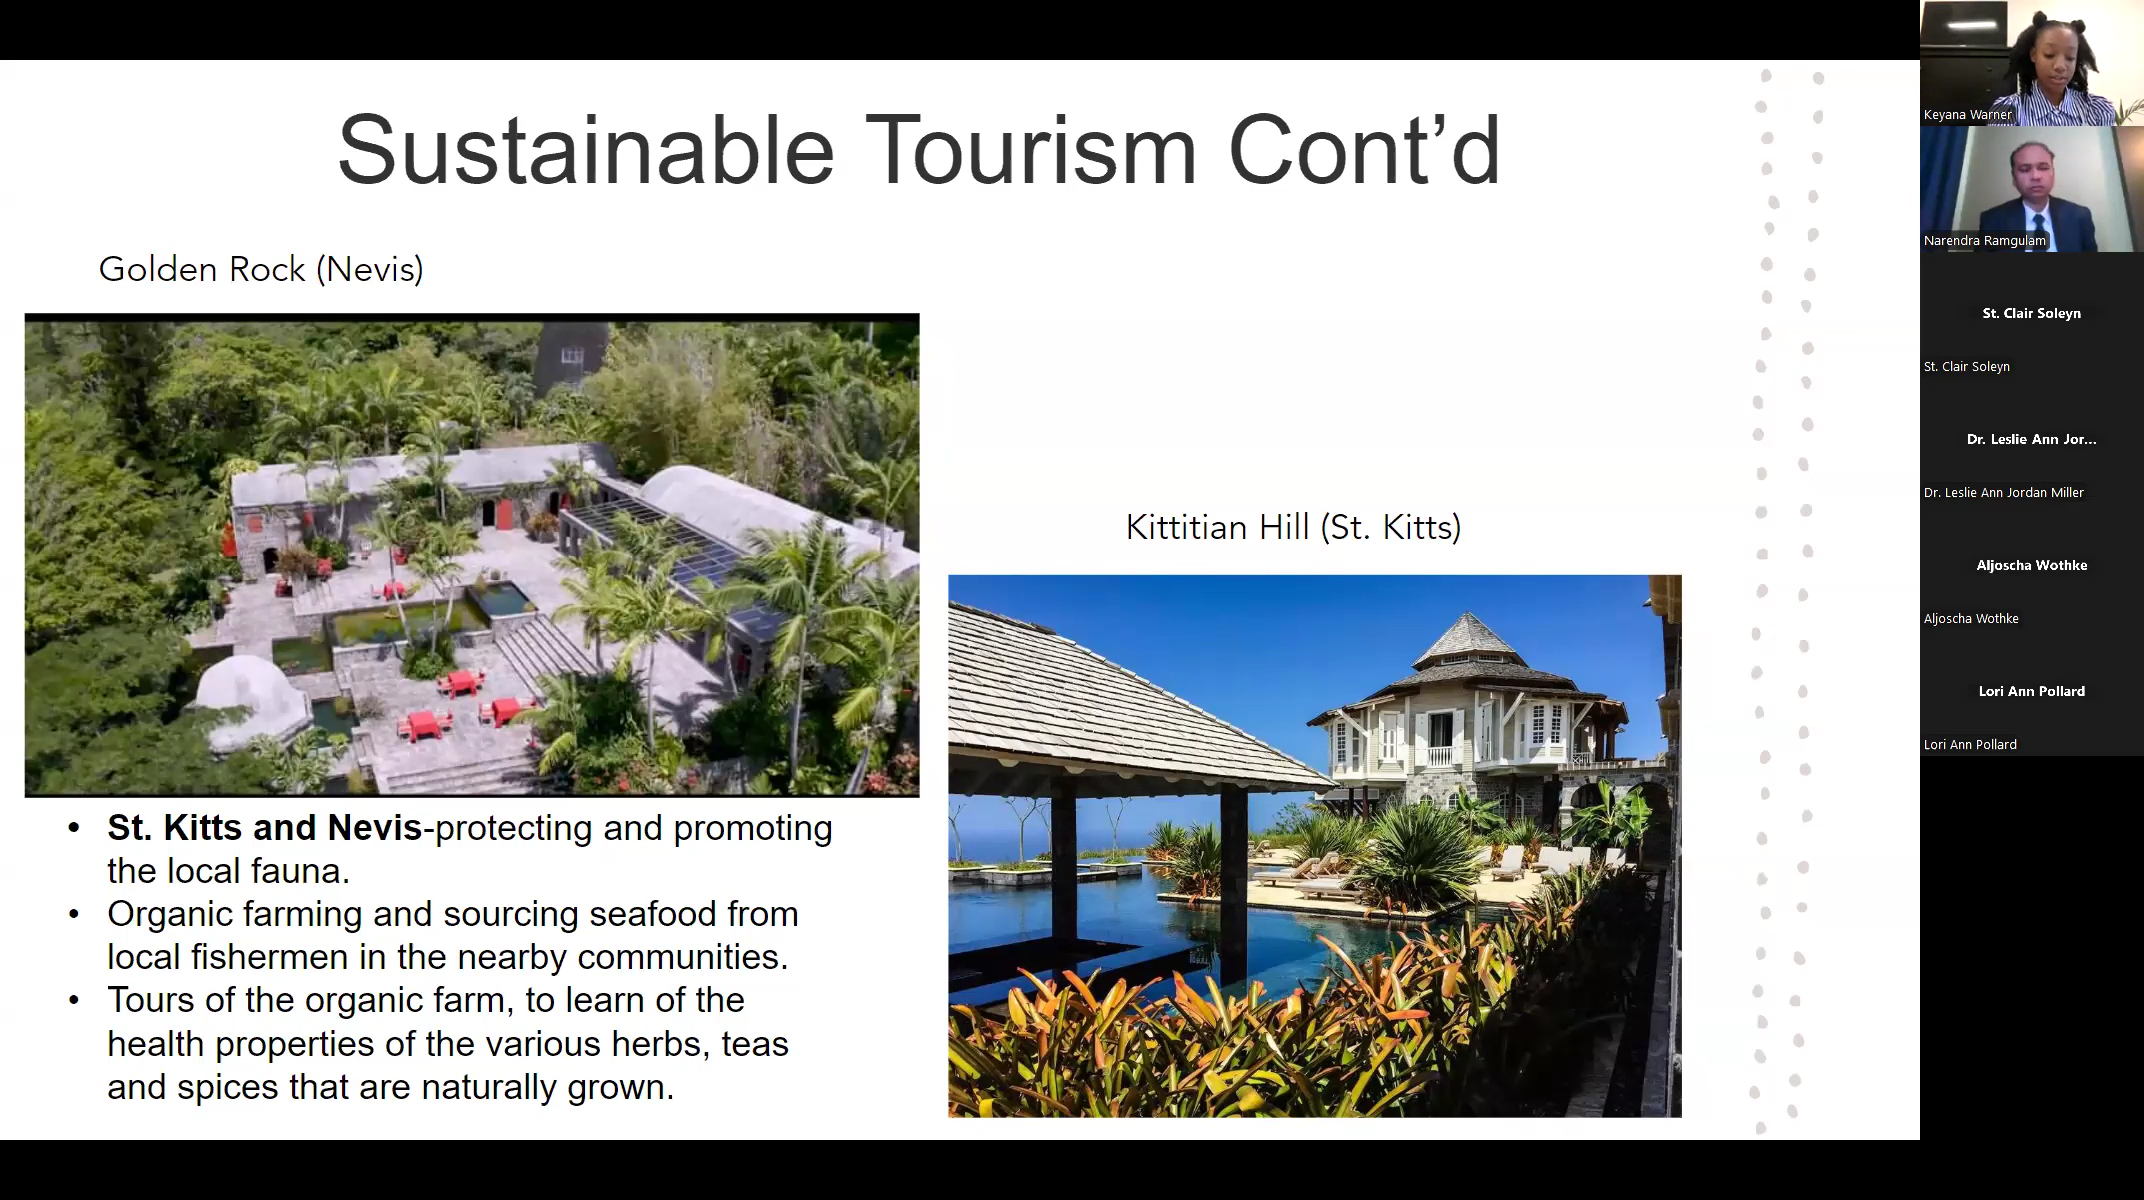 Sustainable Tourism Cont’d
Golden Rock (Nevis)
Kittitian Hill (St. Kitts)
• St. Kitts and Nevis-protecting and promoting
the local fauna.
• Organic farming and sourcing seafood from
local fishermen in the nearby communities.
• Tours of the organic farm, to learn of the
health properties of the various herbs, teas
and spices that are naturally grown.
Keyana Warner
Narendra Ramgulam
St. Clair Soleyn
St. Clair Soleyn
Dr. Leslie Ann Jor...
Dr. Leslie Ann Jordan Miller
Aljoscha Wothke
Aljoscha Wothke
Lori Ann Pollard
Lori Ann Pollard